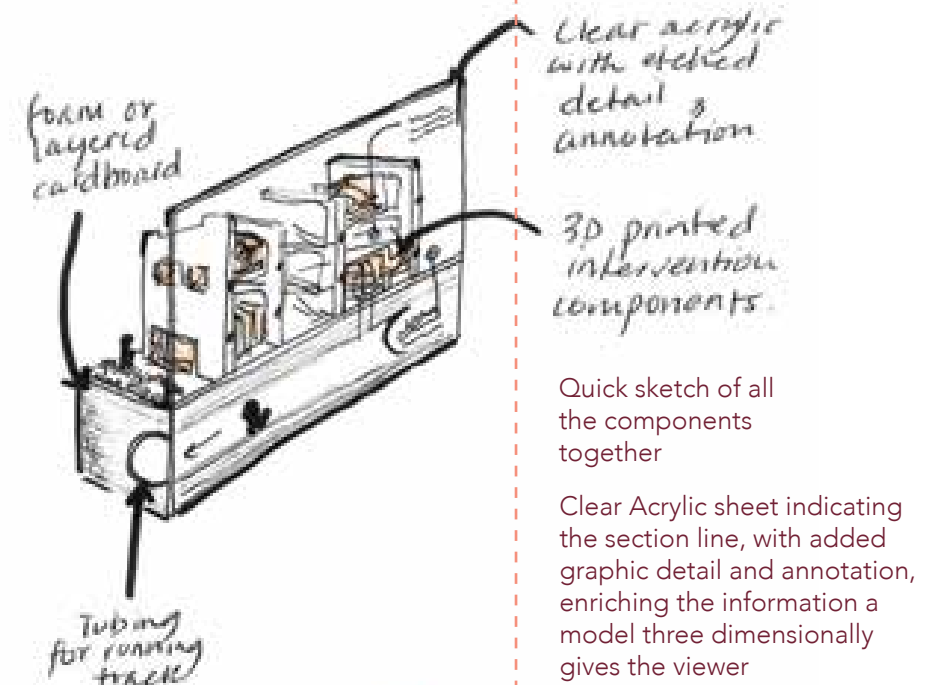 Clear acrylic
with etched
detail &
annotation
foam or
layered
cardboard
3D printed
intervention
components.
Quick sketch of all
the components
together
Clear Acrylic sheet indicating
the section line, with added
graphic detail and annotation,
enriching the information a
model three dimensionally
gives the viewer
Tubing
for running
track